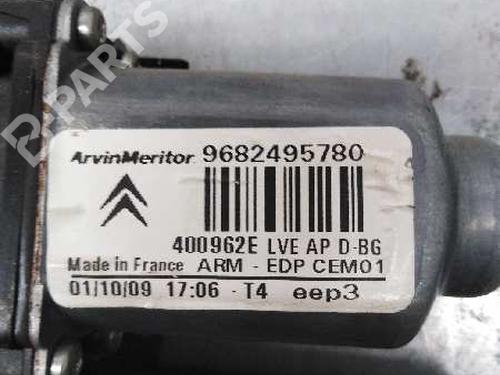 ArvinMeritor 9682495780
400962E LVE AP D-BG
Made in France ARM - EDP CEM01
01/10/09 17:06 - T4 eep3